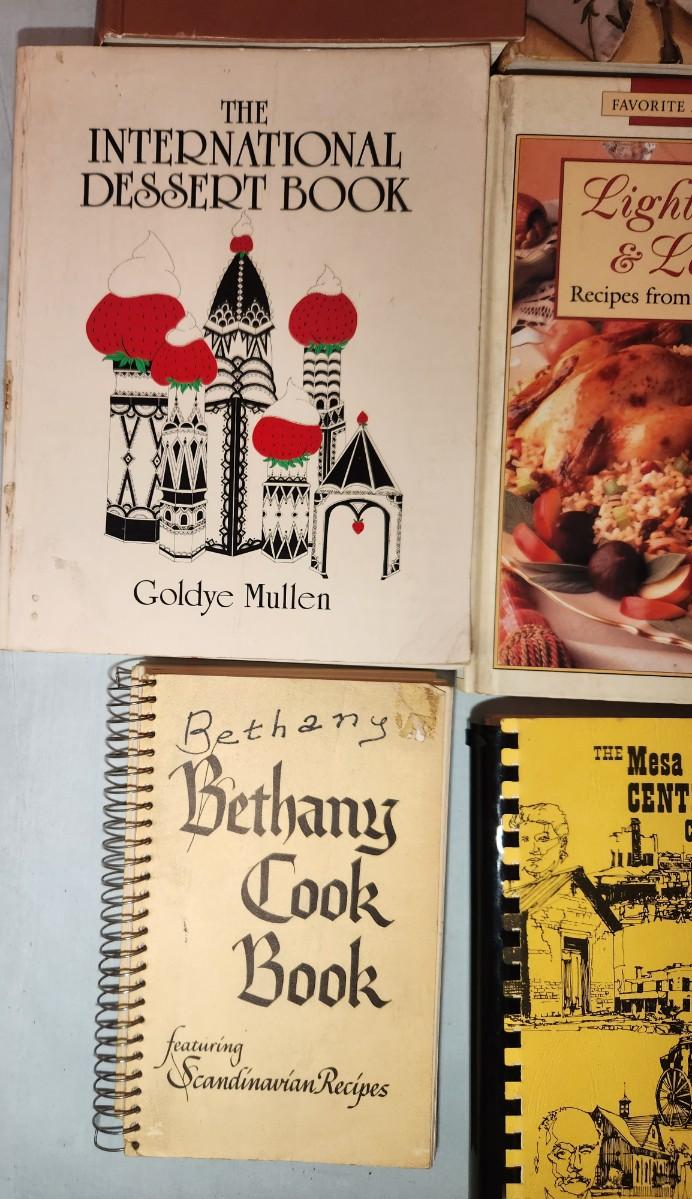 THE
INTERNATIONAL
DESSERT BOOK
Goldye Mullen
FAVORITE
Light
&
Recipes from
Bethany
Bethany
Cook
Book
featuring
Scandinavian Recipes
THE Mesa